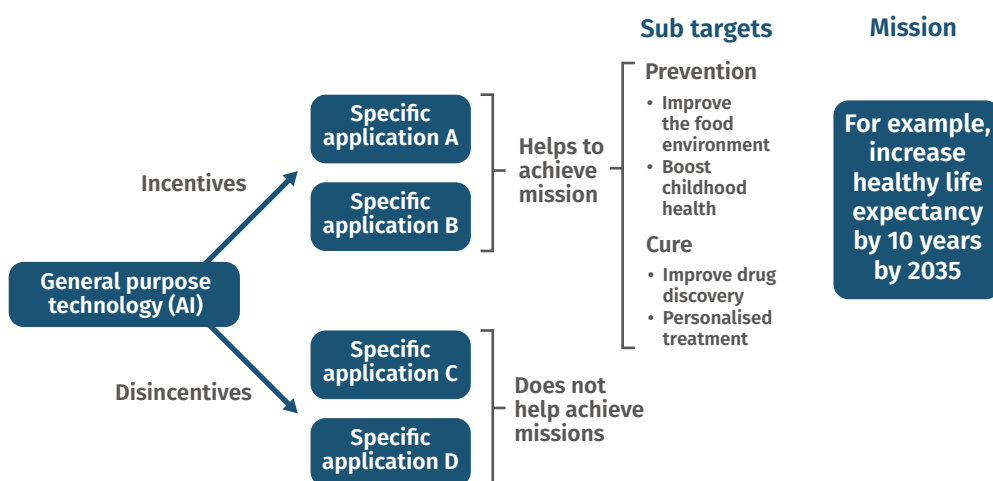 Sub targets
Mission
Prevention
• Improve
the food
environment
• Boost
childhood
health
Cure
• Improve drug
discovery
• Personalised
treatment
For example,
increase
healthy life
expectancy
by 10 years
by 2035
Specific
application A
Specific
application B
Helps to
achieve
mission
Incentives
General purpose
technology (AI)
Disincentives
Specific
application C
Specific
application D
Does not
help achieve
missions